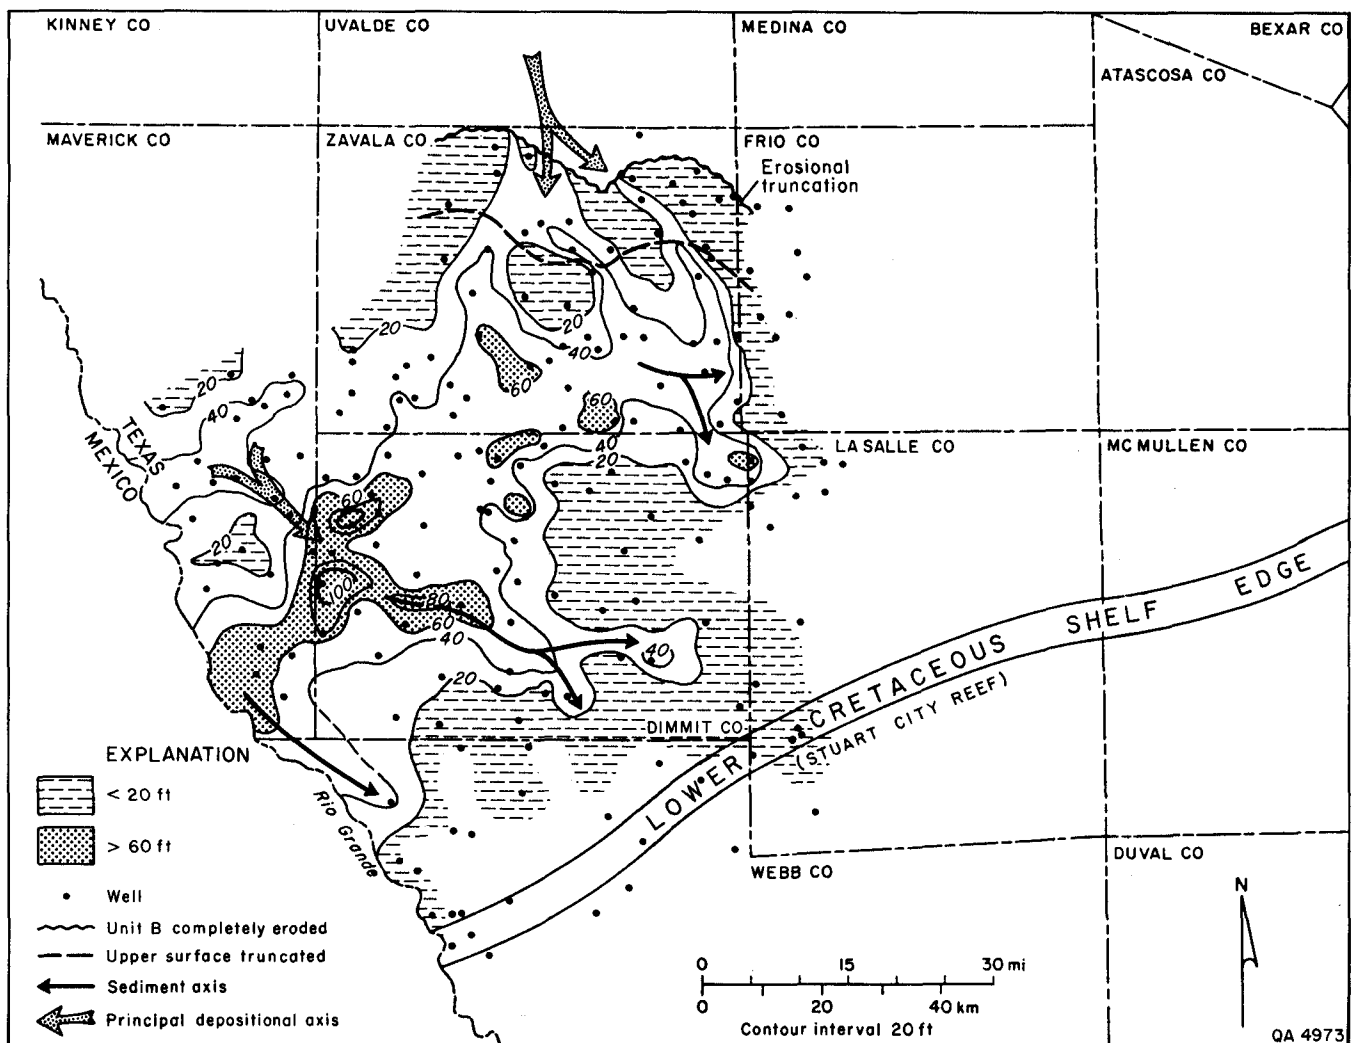 KINNEY CO
UVALDE CO
MEDINA CO
BEXAR CO
ATASCOSA CO
MAVERICK CO
ZAVALA CO
FRIO CO
Erosional
truncation
20
20
40
60
20
40
60
TEXAS
MEXICO
40
20
LA SALLE CO
MC MULLEN CO
60
20
100
80
60
40
20
40
DIMMIT CO
LOWER CRETACEOUS SHELF EDGE
(STUART CITY REEF)
Rio Grande
WEBB CO
DUVAL CO
EXPLANATION
< 20 ft
> 60 ft
Well
Unit B completely eroded
Upper surface truncated
Sediment axis
Principal depositional axis
0 15 30 mi
0 20 40 km
Contour interval 20 ft
N
QA 4973